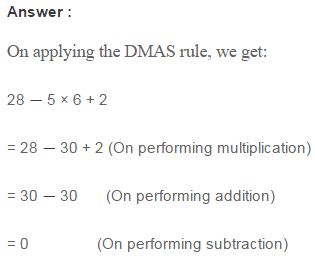 Answer :
On applying the DMAS rule, we get:
28 — 5 × 6 + 2
= 28 — 30 + 2 (On performing multiplication)
= 30 — 30 (On performing addition)
= 0 (On performing subtraction)